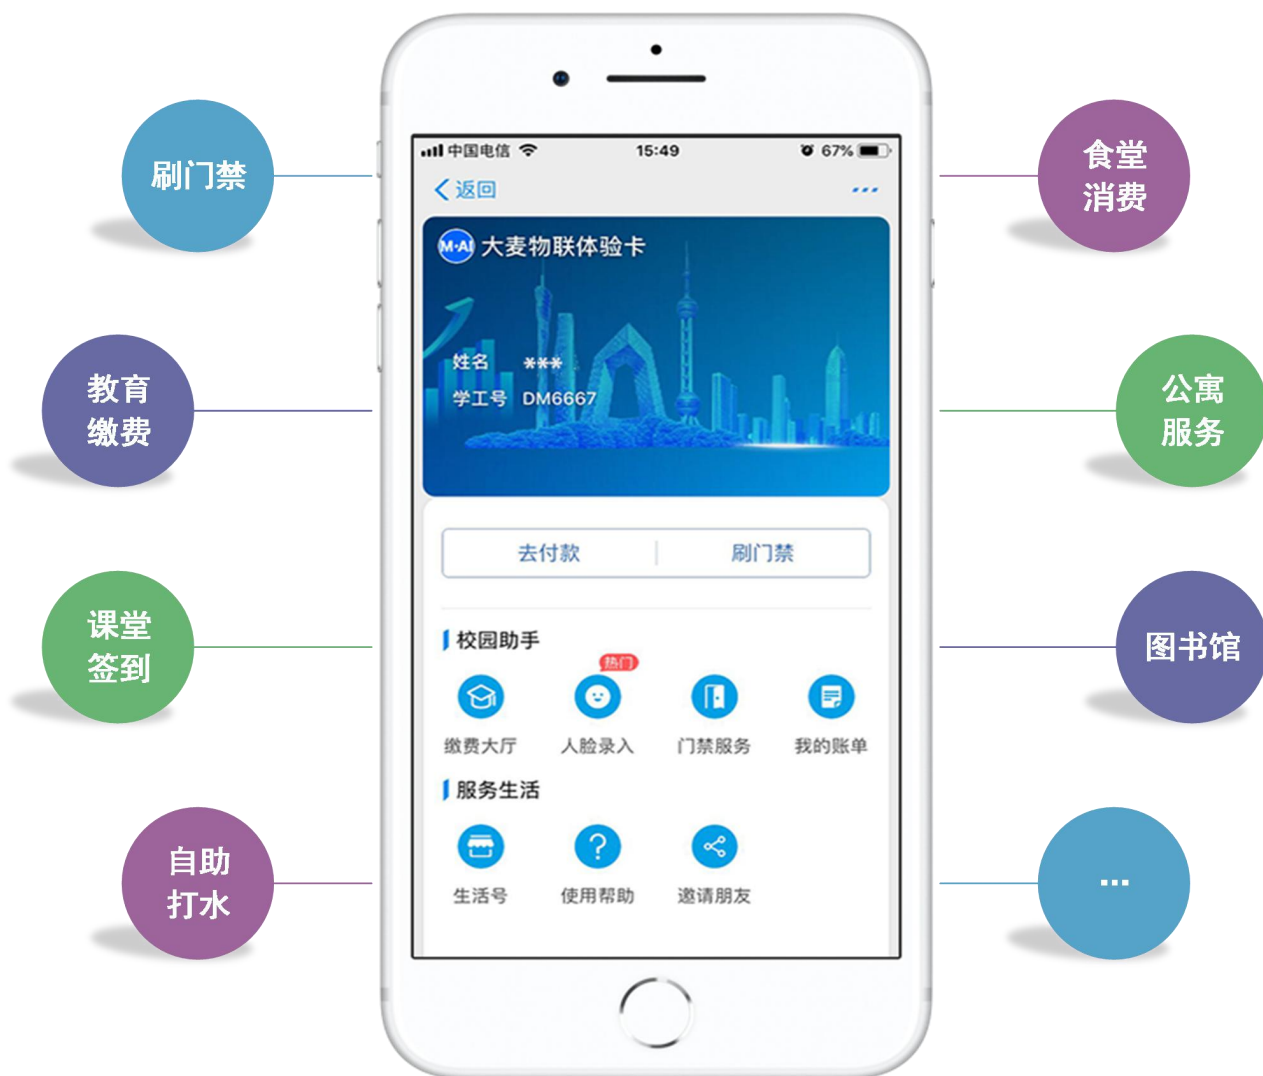 刷门禁
教育
缴费
课堂
签到
自助
打水
中国电信
15:49
67%
返回
...
M·AI 大麦物联体验卡
姓名 ***
学工号 DM6667
去付款
刷门禁
校园助手
热门
缴费大厅 人脸录入 门禁服务 我的账单
服务生活
生活号 使用帮助 邀请朋友
食堂
消费
公寓
服务
图书馆
...